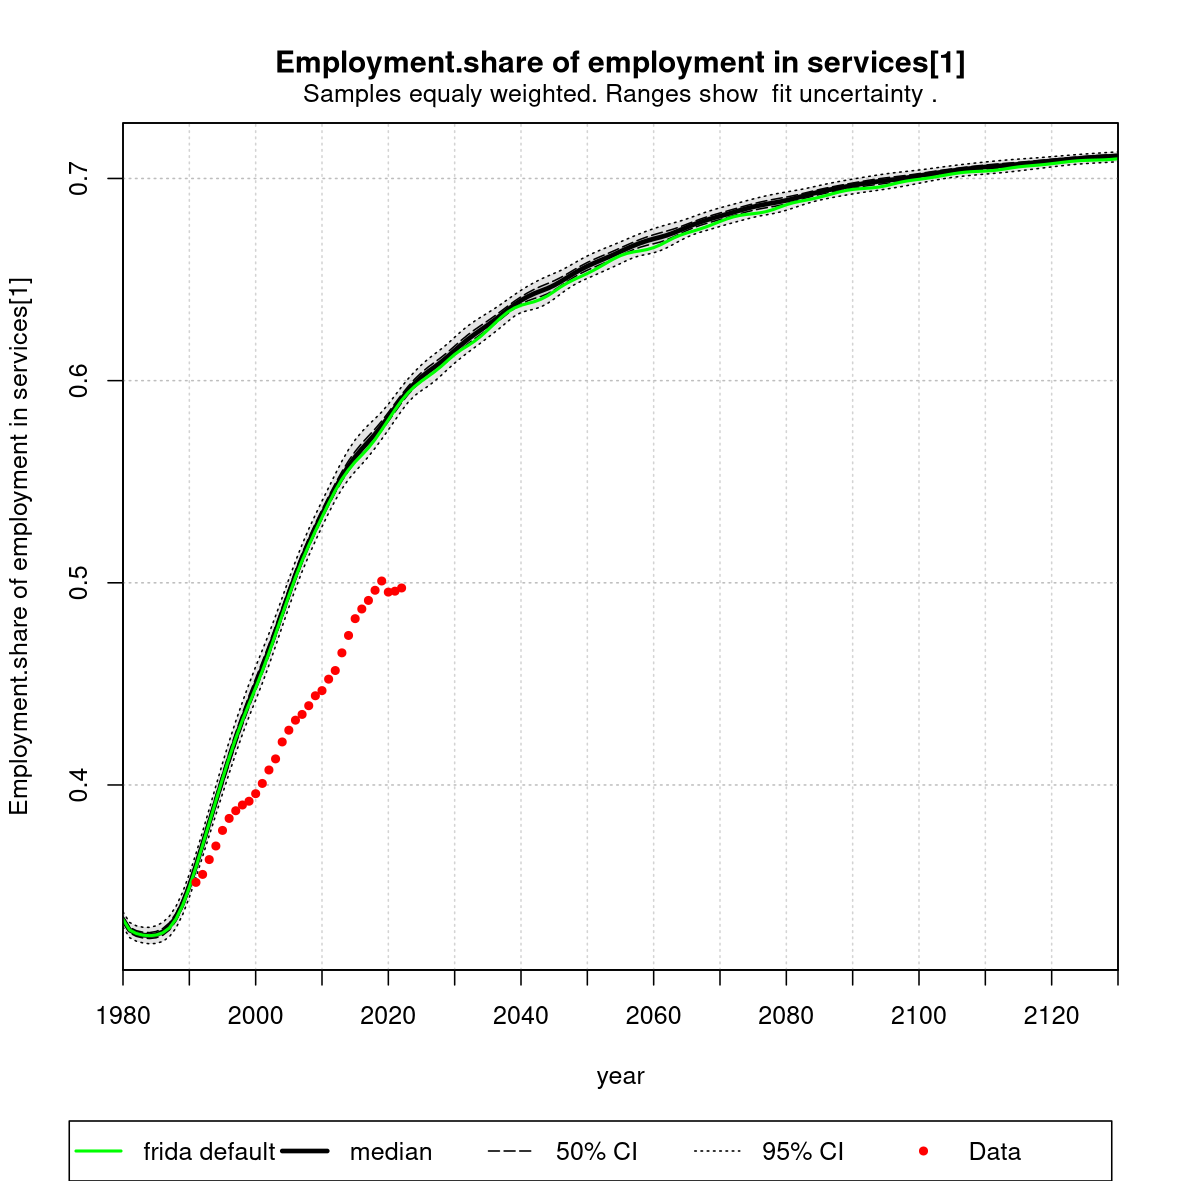 Employment.share of employment in services[1]
Samples equaly weighted. Ranges show  fit uncertainty .
Employment.share of employment in services[1]
0.7
0.6
0.5
0.4
1980 2000 2020 2040 2060 2080 2100 2120
year
frida default median 50% CI 95% CI Data